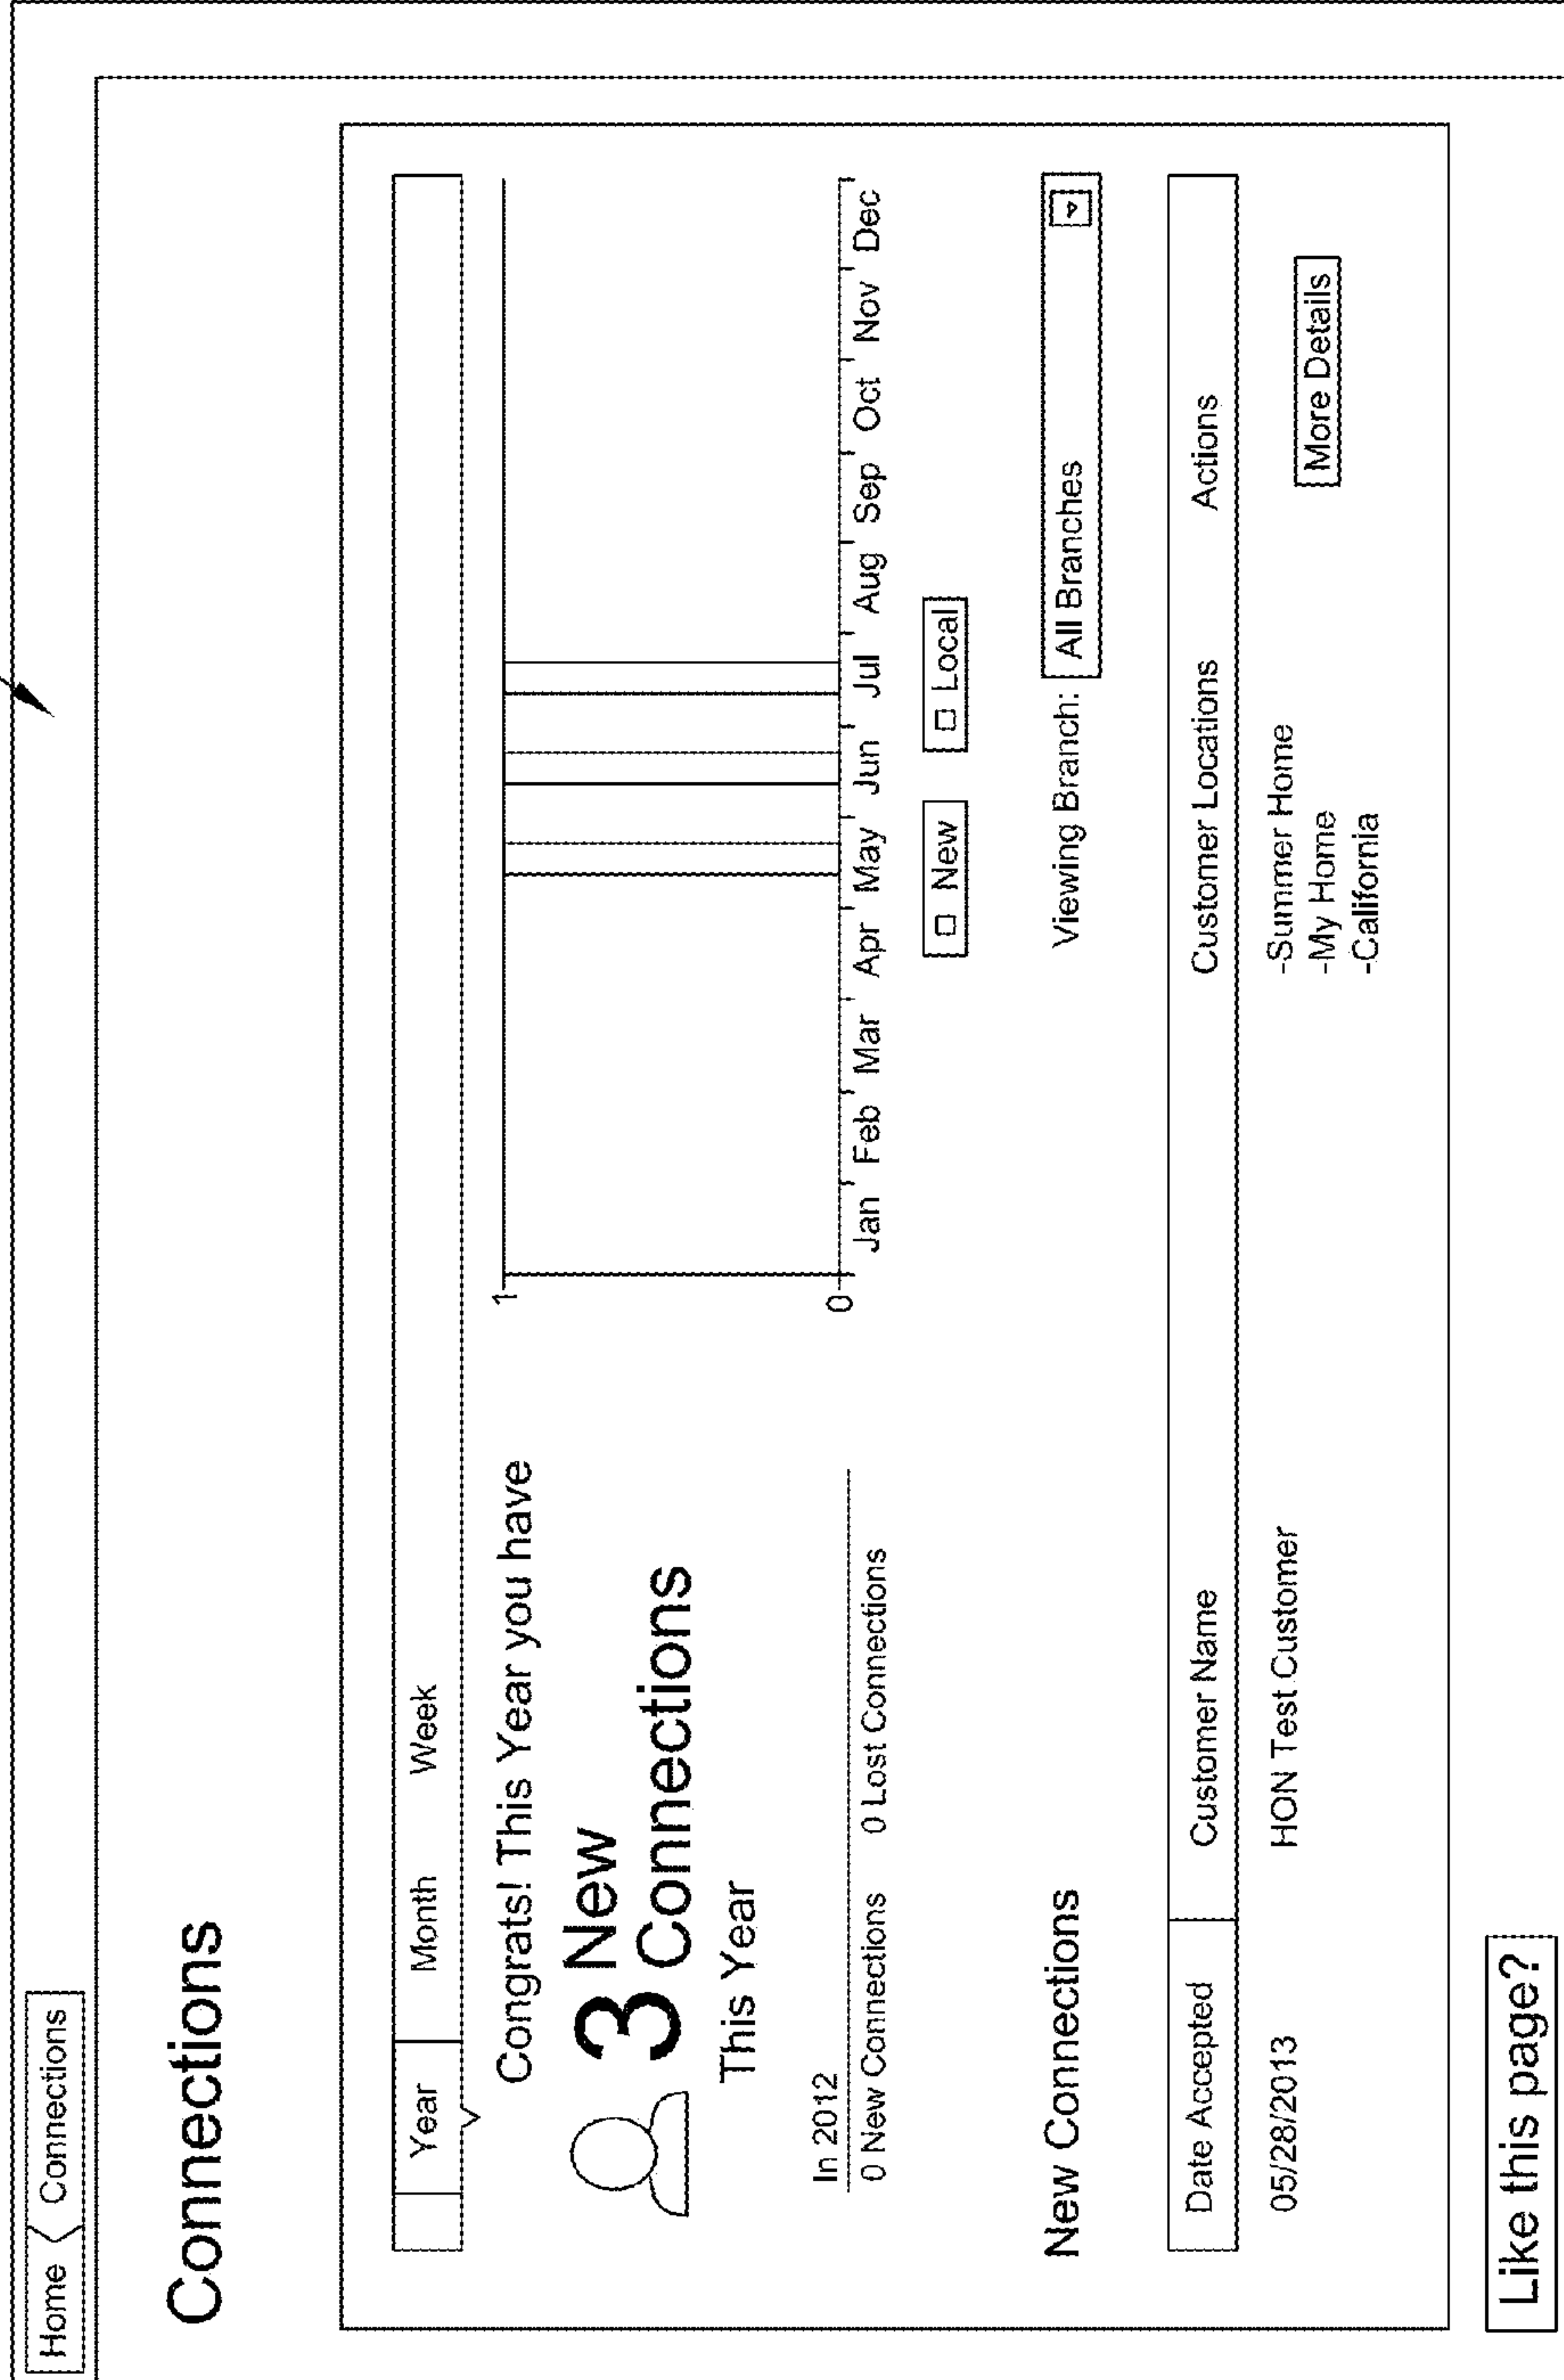 Home Connections
Connections
Year Month Week
Congrats! This Year you have
3 New
3 Connections
This Year
In 2012
0 New Connections 0 Lost Connections
1
0
Jan Feb Mar Apr May Jun Jul Aug Sep Oct Nov Dec
□ New □ Local
New Connections
Viewing Branch: All Branches
Date Accepted Customer Name Customer Locations Actions
05/28/2013 HON Test Customer -Summer Home
-My Home More Details
-California
Like this page?